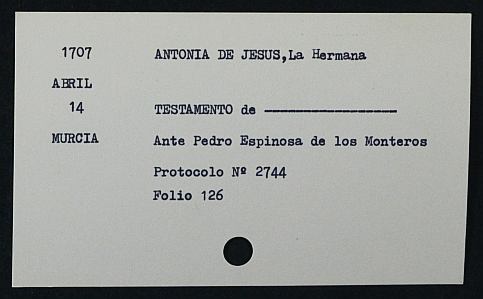 1707 ANTONIA DE JESUS,La Hermana
ABRIL
14 TESTAMENTO de -----------------
MURCIA Ante Pedro Espinosa de los Monteros
Protocolo Nº 2744
Folio 126